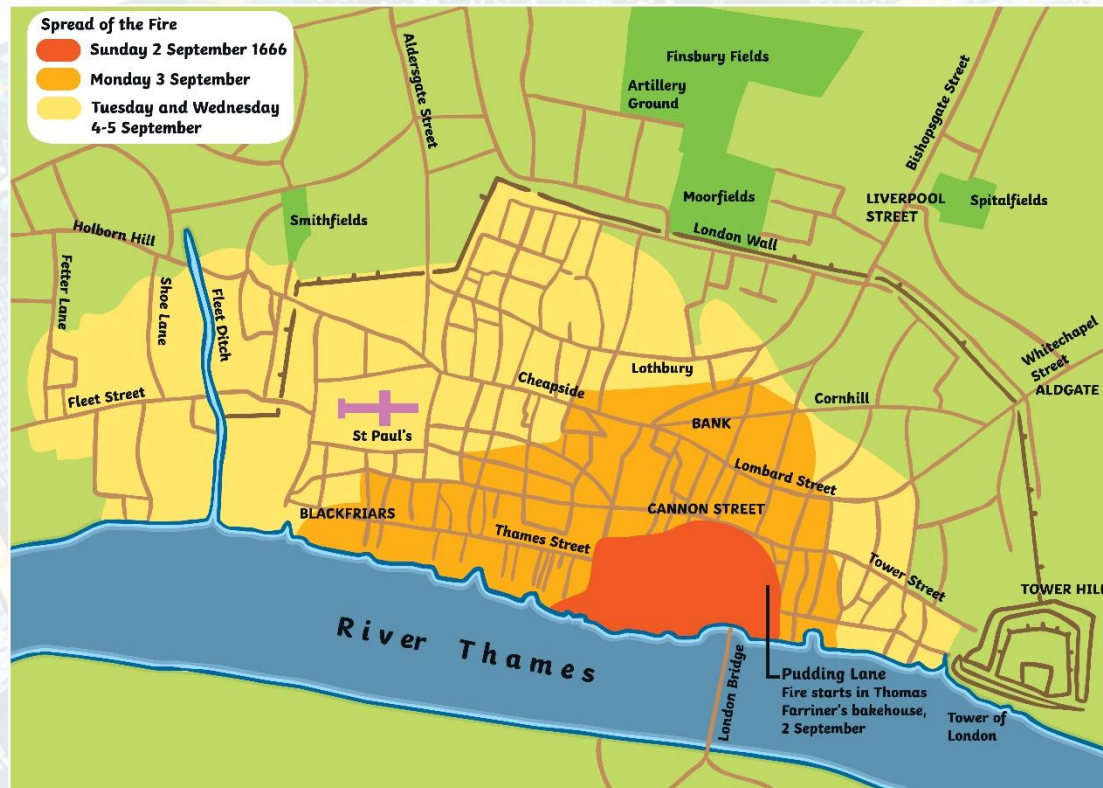 Spread of the Fire
Sunday 2 September 1666
Monday 3 September
Tuesday and Wednesday
4-5 September
Aldersgate Street
Finsbury Fields
Artillery
Ground
Bishopsgate Street
Moorfields
LIVERPOOL
STREET
Spitalfields
Smithfields
London Wall
Holborn Hill
Fetter Lane
Shoe Lane
Fleet Ditch
Whitechapel
Street
ALDGATE
Lothbury
Cheapside
Cornhill
Fleet Street
BANK
St Paul's
Lombard Street
CANNON STREET
BLACKFRIARS
Thames Street
Tower Street
TOWER HILL
River Thames
London Bridge
Pudding Lane
Fire starts in Thomas
Farriner's bakehouse,
2 September
Tower of
London